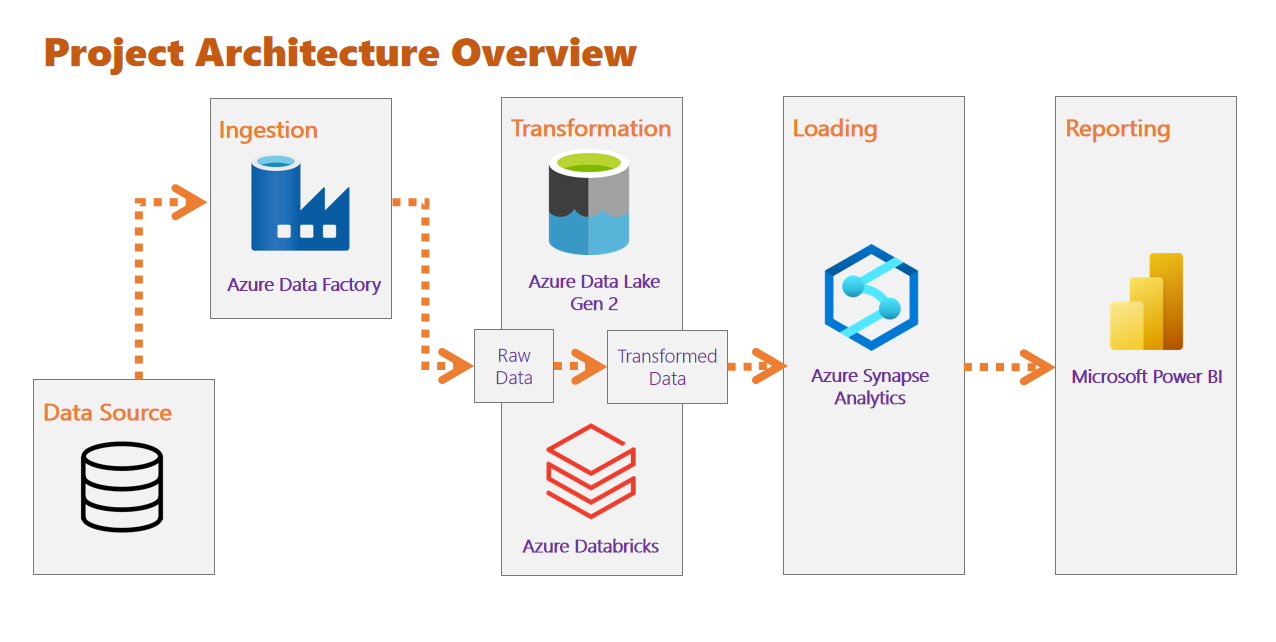 Project Architecture Overview
Data Source
Ingestion
Azure Data Factory
Transformation
Azure Data Lake
Gen 2
Raw
Data
Transformed
Data
Azure Databricks
Loading
Azure Synapse
Analytics
Reporting
Microsoft Power BI